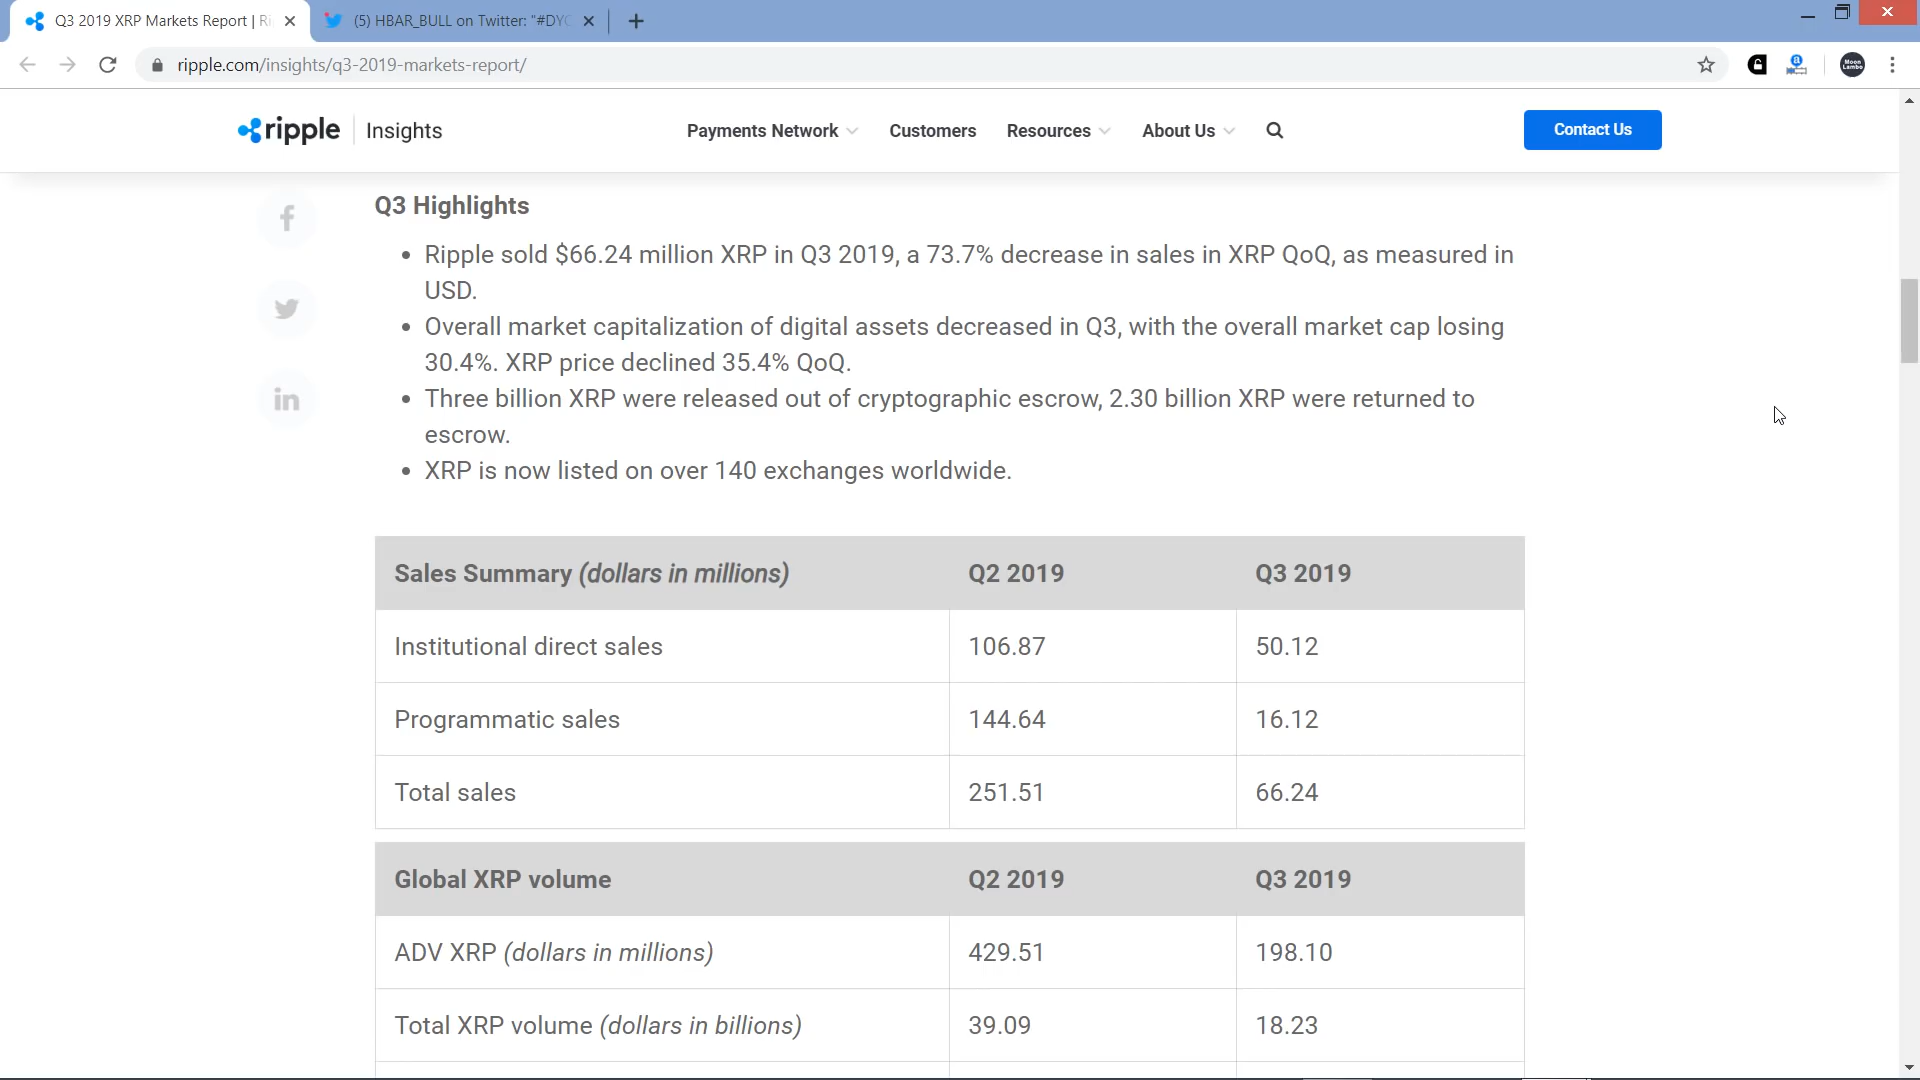 Q3 2019 XRP Markets Report | Ri
(5) HBAR_BULL on Twitter: "#DYO
ripple.com/insights/q3-2019-markets-report/
Moon Lambo
ripple Insights
Payments Network
Customers
Resources
About Us
Contact Us
Q3 Highlights
• Ripple sold $66.24 million XRP in Q3 2019, a 73.7% decrease in sales in XRP QoQ, as measured in
USD.
• Overall market capitalization of digital assets decreased in Q3, with the overall market cap losing
30.4%. XRP price declined 35.4% QoQ.
• Three billion XRP were released out of cryptographic escrow, 2.30 billion XRP were returned to
escrow.
• XRP is now listed on over 140 exchanges worldwide.
Sales Summary (dollars in millions) Q2 2019 Q3 2019
Institutional direct sales 106.87 50.12
Programmatic sales 144.64 16.12
Total sales 251.51 66.24
Global XRP volume Q2 2019 Q3 2019
ADV XRP (dollars in millions) 429.51 198.10
Total XRP volume (dollars in billions) 39.09 18.23